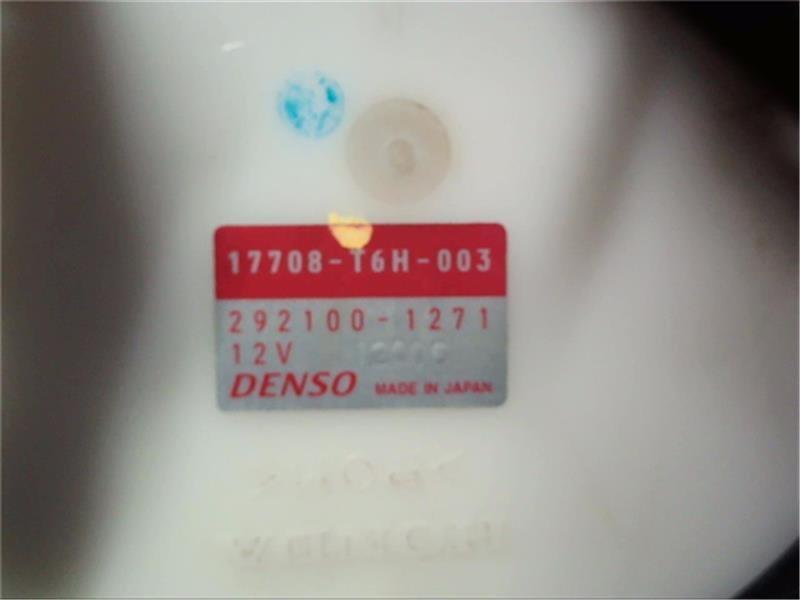 17708-T6H-003
292100-1271
12V
DENSO MADE IN JAPAN